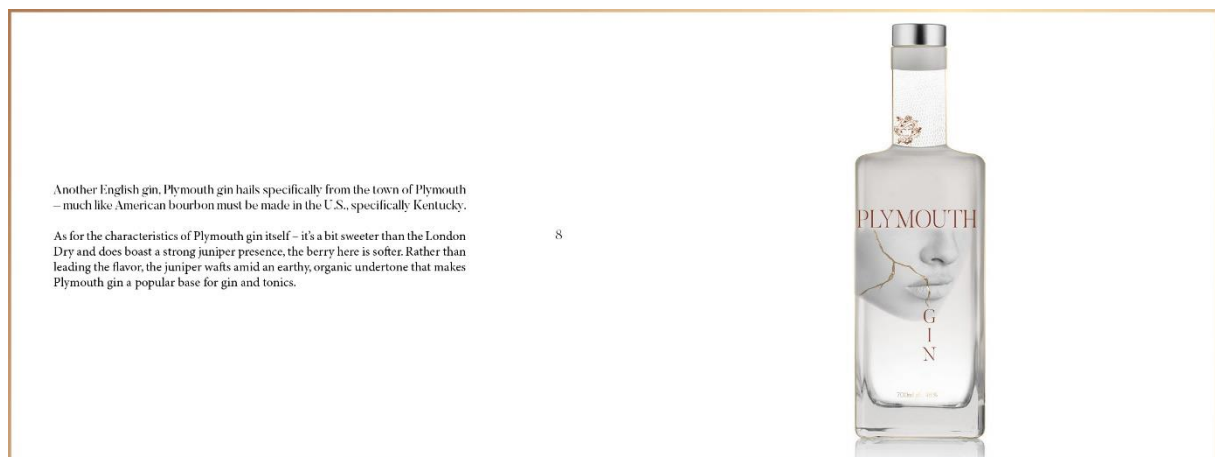 Another English gin, Plymouth gin hails specifically from the town of Plymouth
– much like American bourbon must be made in the U.S., specifically Kentucky.
As for the characteristics of Plymouth gin itself – it's a bit sweeter than the London
Dry and does boast a strong juniper presence, the berry here is softer. Rather than
leading the flavor, the juniper wafts amid an earthy, organic undertone that makes
Plymouth gin a popular base for gin and tonics.
8
PLYMOUTH
G
I
N
700ml